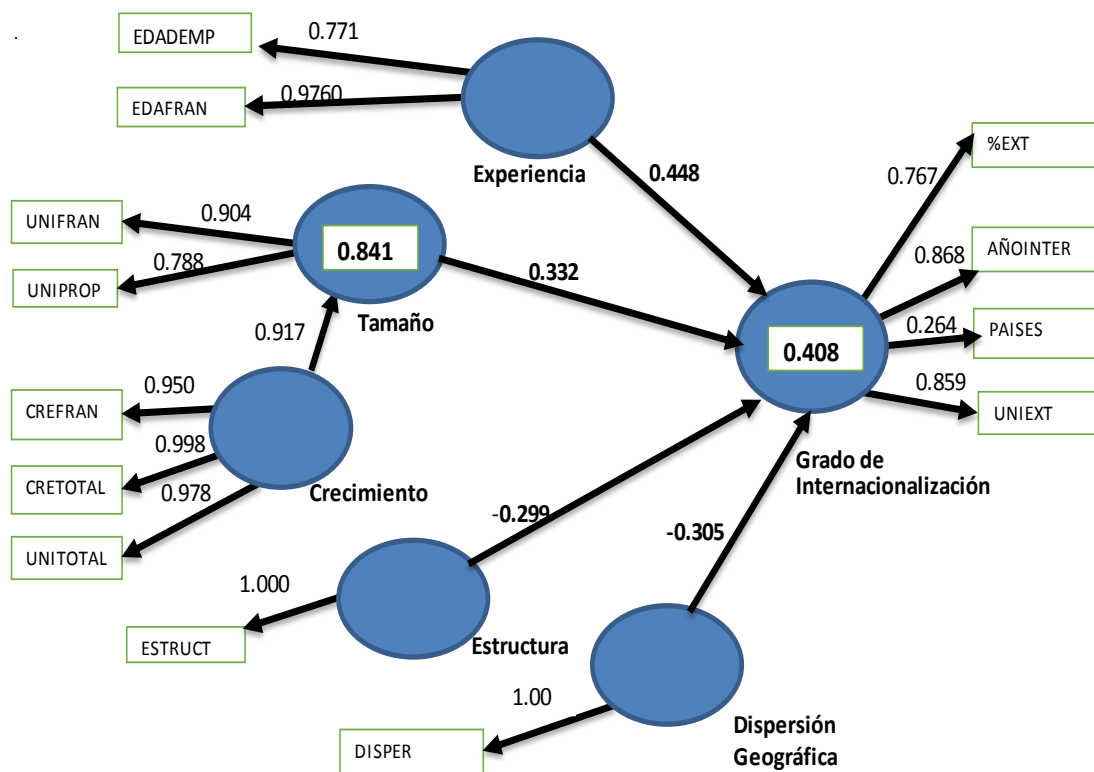 EDADEMP
0.771
EDAFRAN
0.9760
Experiencia
0.448
%EXT
0.767
UNIFRAN
0.904
0.841
UNIPROP
0.788
Tamaño
0.332
AÑOINTER
0.868
PAISES
0.264
0.408
UNIEXT
0.859
Grado de
Internacionalización
0.917
CREFRAN
0.950
CRETOTAL
0.998
UNITOTAL
0.978
Crecimiento
-0.299
-0.305
ESTRUCT
1.000
Estructura
DISPER
1.00
Dispersión
Geográfica